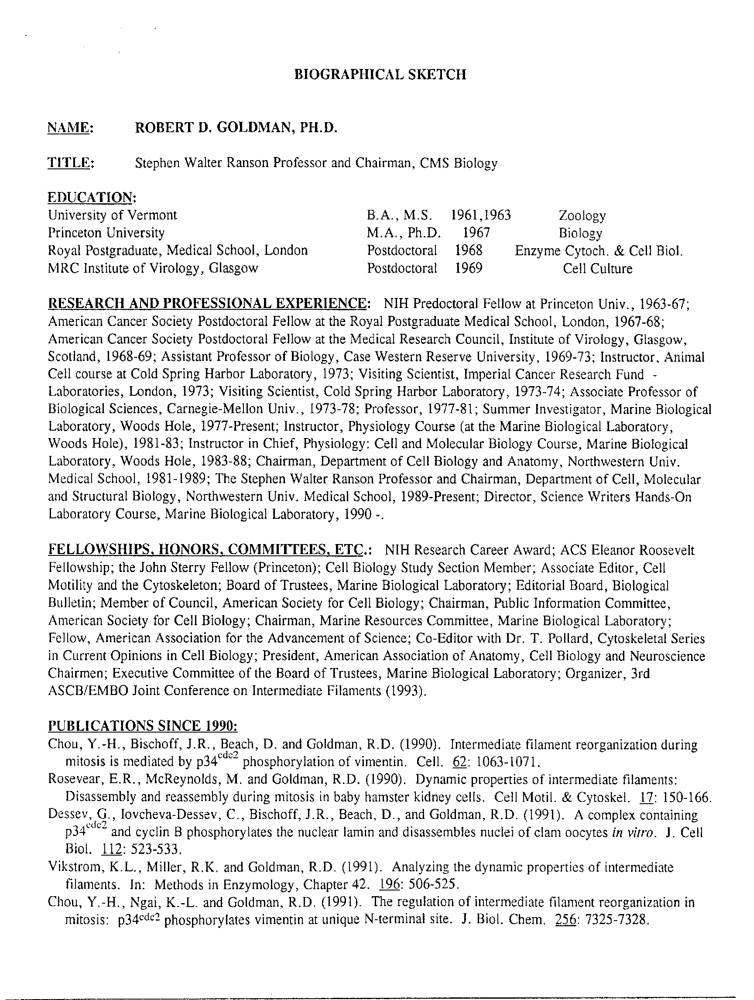 BIOGRAPHICAL SKETCH
NAME: ROBERT D. GOLDMAN, PH.D.
TITLE: Stephen Walter Ranson Professor and Chairman, CMS Biology
EDUCATION:
University of Vermont B.A., M.S. 1961,1963 Zoology
Princeton University M.A., Ph.D. 1967 Biology
Royal Postgraduate, Medical School, London Postdoctoral 1968 Enzyme Cytoch. & Cell Biol.
MRC Institute of Virology, Glasgow Postdoctoral 1969 Cell Culture
RESEARCH AND PROFESSIONAL EXPERIENCE: NIH Predoctoral Fellow at Princeton Univ., 1963-67;
American Cancer Society Postdoctoral Fellow at the Royal Postgraduate Medical School, London, 1967-68;
American Cancer Society Postdoctoral Fellow at the Medical Research Council, Institute of Virology, Glasgow,
Scotland, 1968-69; Assistant Professor of Biology, Case Western Reserve University, 1969-73; Instructor, Animal
Cell course at Cold Spring Harbor Laboratory, 1973; Visiting Scientist, Imperial Cancer Research Fund -
Laboratories, London, 1973; Visiting Scientist, Cold Spring Harbor Laboratory, 1973-74; Associate Professor of
Biological Sciences, Carnegie-Mellon Univ., 1973-78; Professor, 1977-81; Summer Investigator, Marine Biological
Laboratory, Woods Hole, 1977-Present; Instructor, Physiology Course (at the Marine Biological Laboratory,
Woods Hole), 1981-83; Instructor in Chief, Physiology: Cell and Molecular Biology Course, Marine Biological
Laboratory, Woods Hole, 1983-88; Chairman, Department of Cell Biology and Anatomy, Northwestern Univ.
Medical School, 1981-1989; The Stephen Walter Ranson Professor and Chairman, Department of Cell, Molecular
and Structural Biology, Northwestern Univ. Medical School, 1989-Present; Director, Science Writers Hands-On
Laboratory Course, Marine Biological Laboratory, 1990 -.
FELLOWSHIPS, HONORS, COMMITTEES, ETC.: NIH Research Career Award; ACS Eleanor Roosevelt
Fellowship; the John Sterry Fellow (Princeton); Cell Biology Study Section Member; Associate Editor, Cell
Motility and the Cytoskeleton; Board of Trustees, Marine Biological Laboratory; Editorial Board, Biological
Bulletin; Member of Council, American Society for Cell Biology; Chairman, Public Information Committee,
American Society for Cell Biology; Chairman, Marine Resources Committee, Marine Biological Laboratory;
Fellow, American Association for the Advancement of Science; Co-Editor with Dr. T. Pollard, Cytoskeletal Series
in Current Opinions in Cell Biology; President, American Association of Anatomy, Cell Biology and Neuroscience
Chairmen; Executive Committee of the Board of Trustees, Marine Biological Laboratory; Organizer, 3rd
ASCB/EMBO Joint Conference on Intermediate Filaments (1993).
PUBLICATIONS SINCE 1990:
Chou, Y.-H., Bischoff, J.R., Beach, D. and Goldman, R.D. (1990). Intermediate filament reorganization during
mitosis is mediated by p34cdc2 phosphorylation of vimentin. Cell. 62: 1063-1071.
Rosevear, E.R., McReynolds, M. and Goldman, R.D. (1990). Dynamic properties of intermediate filaments:
Disassembly and reassembly during mitosis in baby hamster kidney cells. Cell Motil. & Cytoskel. 17: 150-166.
Dessev, G., Iovcheva-Dessev, C., Bischoff, J.R., Beach, D., and Goldman, R.D. (1991). A complex containing
p34cdc2 and cyclin B phosphorylates the nuclear lamin and disassembles nuclei of clam oocytes in vitro. J. Cell
Biol. 112: 523-533.
Vikstrom, K.L., Miller, R.K. and Goldman, R.D. (1991). Analyzing the dynamic properties of intermediate
filaments. In: Methods in Enzymology, Chapter 42. 196: 506-525.
Chou, Y.-H., Ngai, K.-L. and Goldman, R.D. (1991). The regulation of intermediate filament reorganization in
mitosis: p34cdc2 phosphorylates vimentin at unique N-terminal site. J. Biol. Chem. 256: 7325-7328.